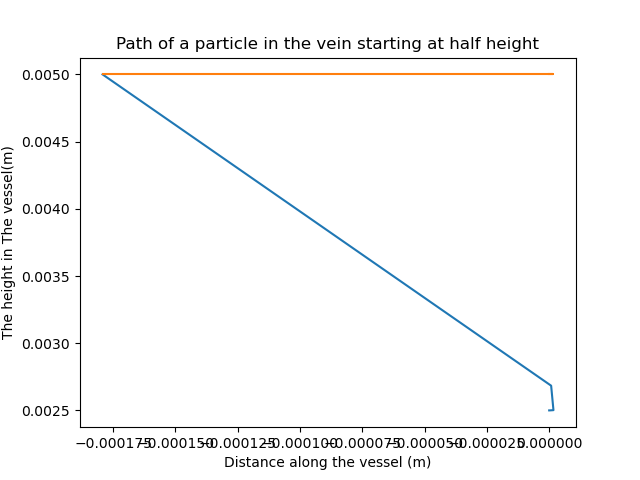 Path of a particle in the vein starting at half height
The height in The vessel(m)
0.0050
0.0045
0.0040
0.0035
0.0030
0.0025
−0.000175 −0.000150 −0.000125 −0.000100 −0.000075 −0.000050 −0.000025 0.000000
Distance along the vessel (m)